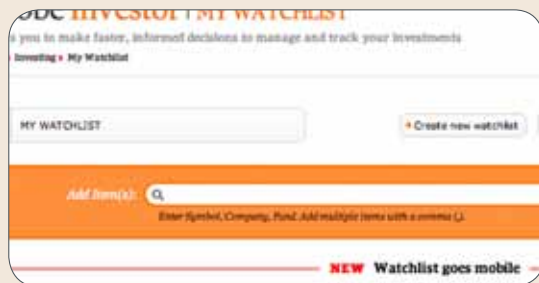 investor | MY WATCHLIST
s you to make faster, informed decisions to manage and track your investments
Investing ▸ My Watchlist
MY WATCHLIST
Create new watchlist
Add Item(s):
Enter Symbol, Company, Fund. Add multiple items with a comma (,).
NEW Watchlist goes mobile